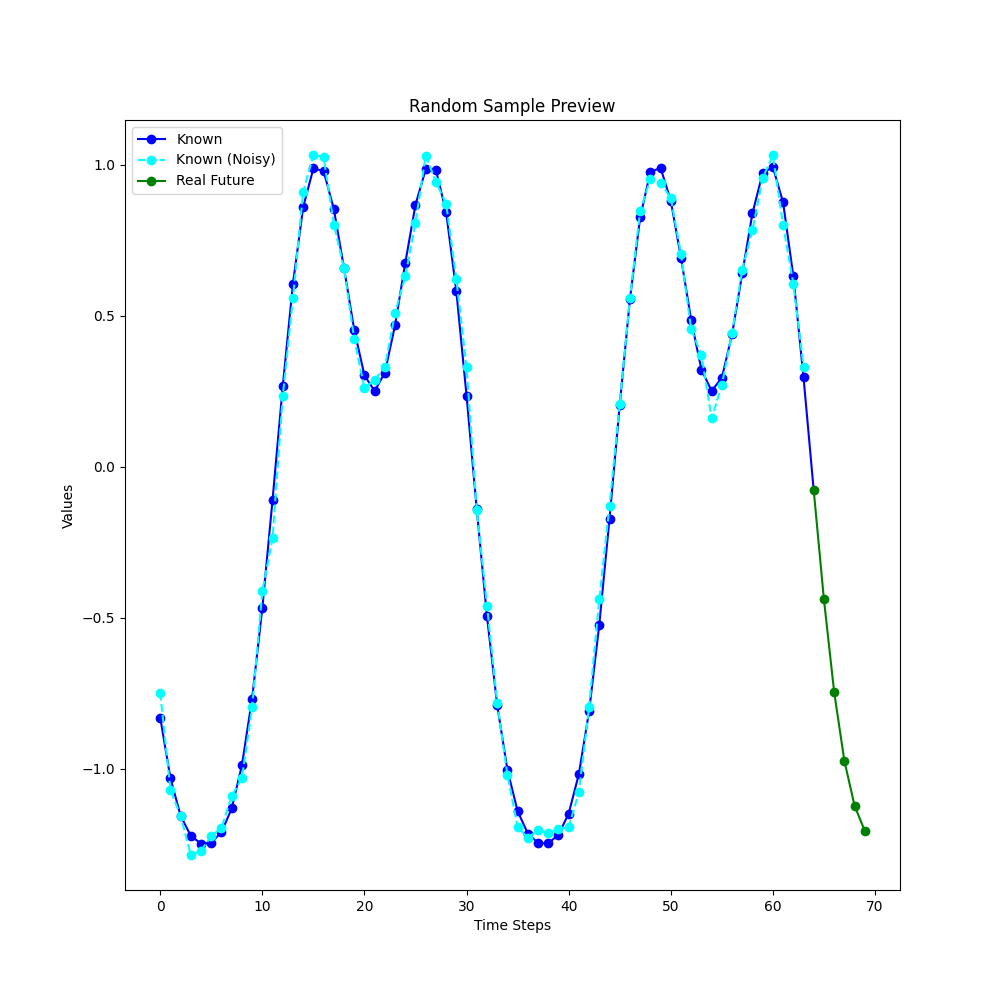 Random Sample Preview
Known
Known (Noisy)
Real Future
1.0
0.5
0.0
−0.5
−1.0
Values
0 10 20 30 40 50 60 70
Time Steps